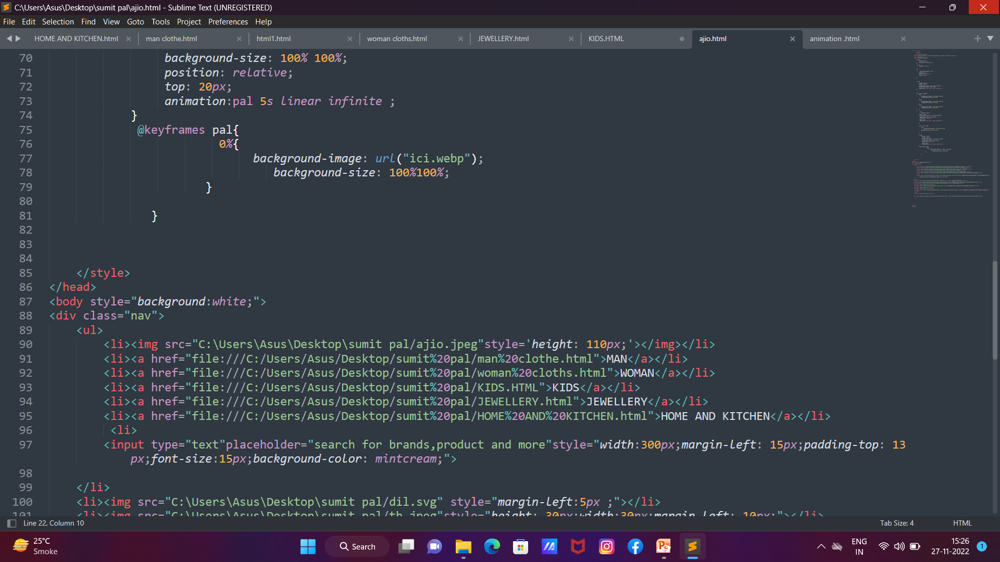 C:\Users\Asus\Desktop\sumit pal\ajio.html - Sublime Text (UNREGISTERED)
File Edit Selection Find View Goto Tools Project Preferences Help
HOME AND KITCHEN.html man clothe.html html1.html woman cloths.html JEWELLERY.html KIDS.HTML ajio.html animation .html
70 background-size: 100% 100%;
71 position: relative;
72 top: 20px;
73 animation:pal 5s linear infinite ;
74 }
75 @keyframes pal{
76 0%{
77 background-image: url("ici.webp");
78 background-size: 100%100%;
79 }
80
81 }
82
83
84
85 </style>
86 </head>
87 <body style="background:white;">
88 <div class="nav">
89 <ul>
90 <li><img src="C:\Users\Asus\Desktop\sumit pal/ajio.jpeg"style='height: 110px;'></img></li>
91 <li><a href="file:///C:/Users/Asus/Desktop/sumit%20pal/man%20clothe.html">MAN</a></li>
92 <li><a href="file:///C:/Users/Asus/Desktop/sumit%20pal/woman%20cloths.html">WOMAN</a></li>
93 <li><a href="file:///C:/Users/Asus/Desktop/sumit%20pal/KIDS.HTML">KIDS</a></li>
94 <li><a href="file:///C:/Users/Asus/Desktop/sumit%20pal/JEWELLERY.html">JEWELLERY</a></li>
95 <li><a href="file:///C:/Users/Asus/Desktop/sumit%20pal/HOME%20AND%20KITCHEN.html">HOME AND KITCHEN</a></li>
96 <li>
97 <input type="text"placeholder="search for brands,product and more"style="width:300px;margin-left: 15px;padding-top: 13
px;font-size:15px;background-color: mintcream;">
98
99 </li>
100 <li><img src="C:\Users\Asus\Desktop\sumit pal/dil.svg" style="margin-left:5px ;"></li>
101 <li><img src="C:\Users\Asus\Desktop\sumit pal/th.jpeg"style="height: 30px;width:30px;margin-left: 10px;"></li>
Line 22, Column 10 Tab Size: 4 HTML
25°C
Smoke
Search
ENG
IN
15:26
27-11-2022
1